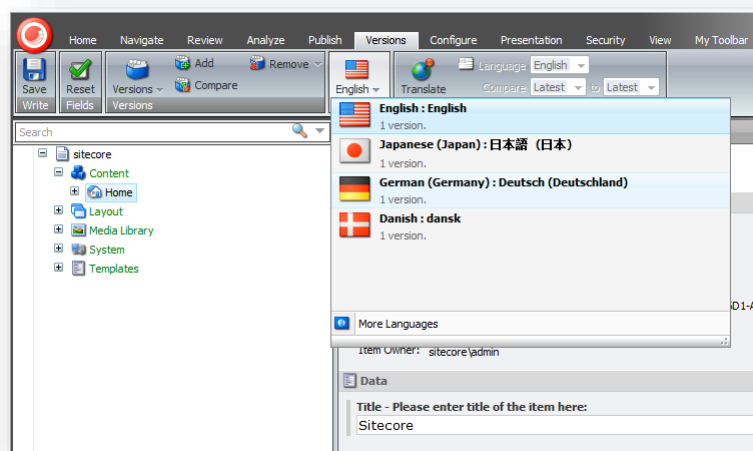 Home Navigate Review Analyze Publish Versions Configure Presentation Security View My Toolbar
Save Reset Versions Add Remove English Translate Language English
Compare Compare Latest to Latest
Write Fields Versions
Search
sitecore
Content
Home
Layout
Media Library
System
Templates
English : English
1 version.
Japanese (Japan) : 日本語 (日本)
1 version.
German (Germany) : Deutsch (Deutschland)
1 version.
Danish : dansk
1 version.
More Languages
Item Owner: sitecore\admin
Data
Title - Please enter title of the item here:
Sitecore